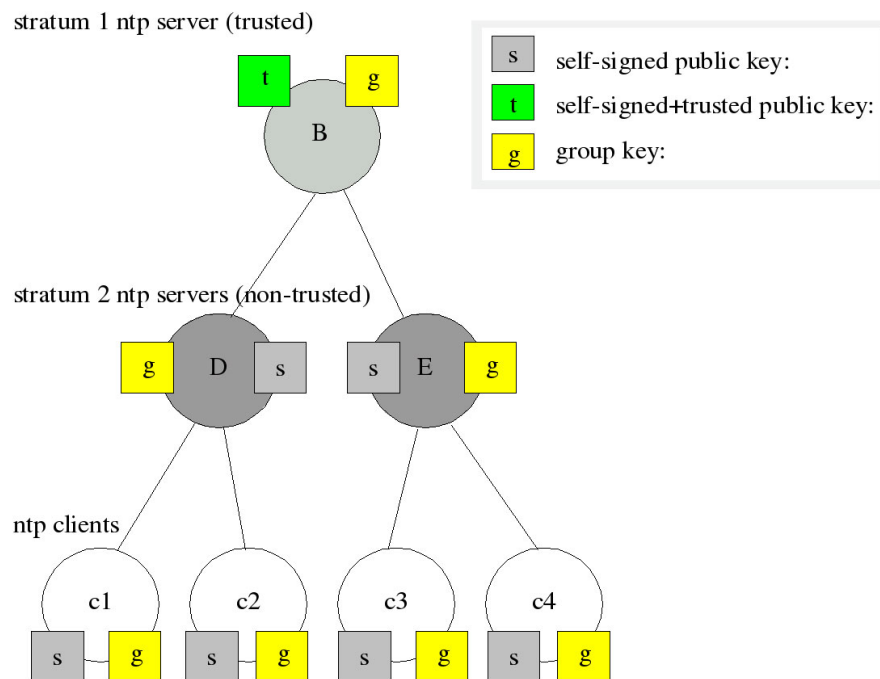 stratum 1 ntp server (trusted)
s self-signed public key:
t self-signed+trusted public key:
g group key:
t g
B
stratum 2 ntp servers (non-trusted)
g D s s E g
ntp clients
c1 c2 c3 c4
s g s g s g s g